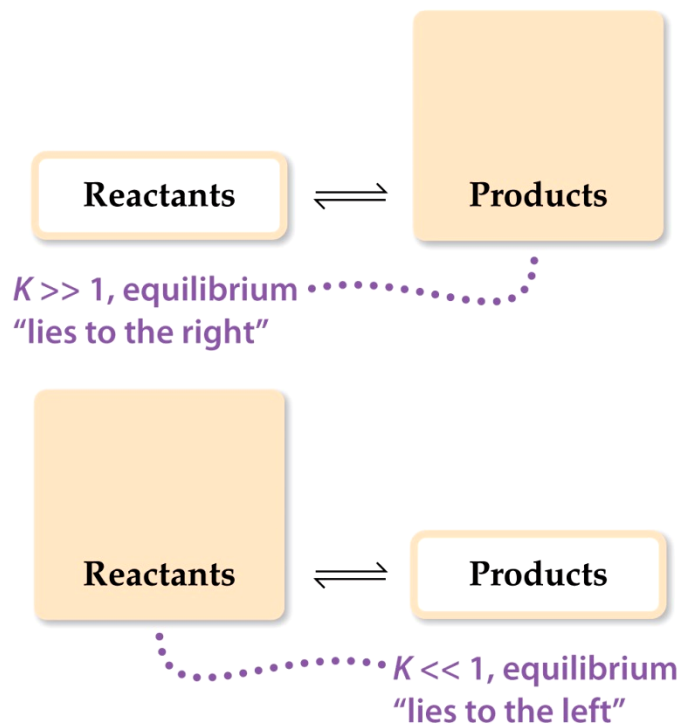 Reactants ⇌ Products
K >> 1, equilibrium
“lies to the right”
Reactants ⇌ Products
K << 1, equilibrium
“lies to the left”